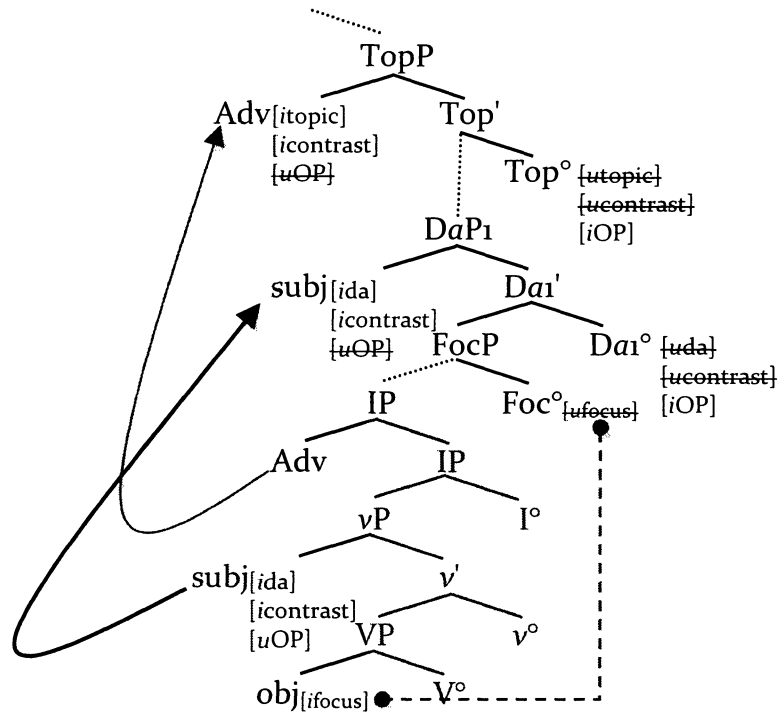 TopP
Adv[itopic] Top'
[icontrast]
[uOP] Top° [utopic]
[ucontrast]
DaP1 [iOP]
subj[ida] Da1'
[icontrast]
[uOP] FocP Da1° [uda]
[ucontrast]
IP Foc°[ufocus] [iOP]
Adv IP
vP I°
subj[ida] v'
[icontrast]
[uOP] VP v°
obj[ifocus] V°